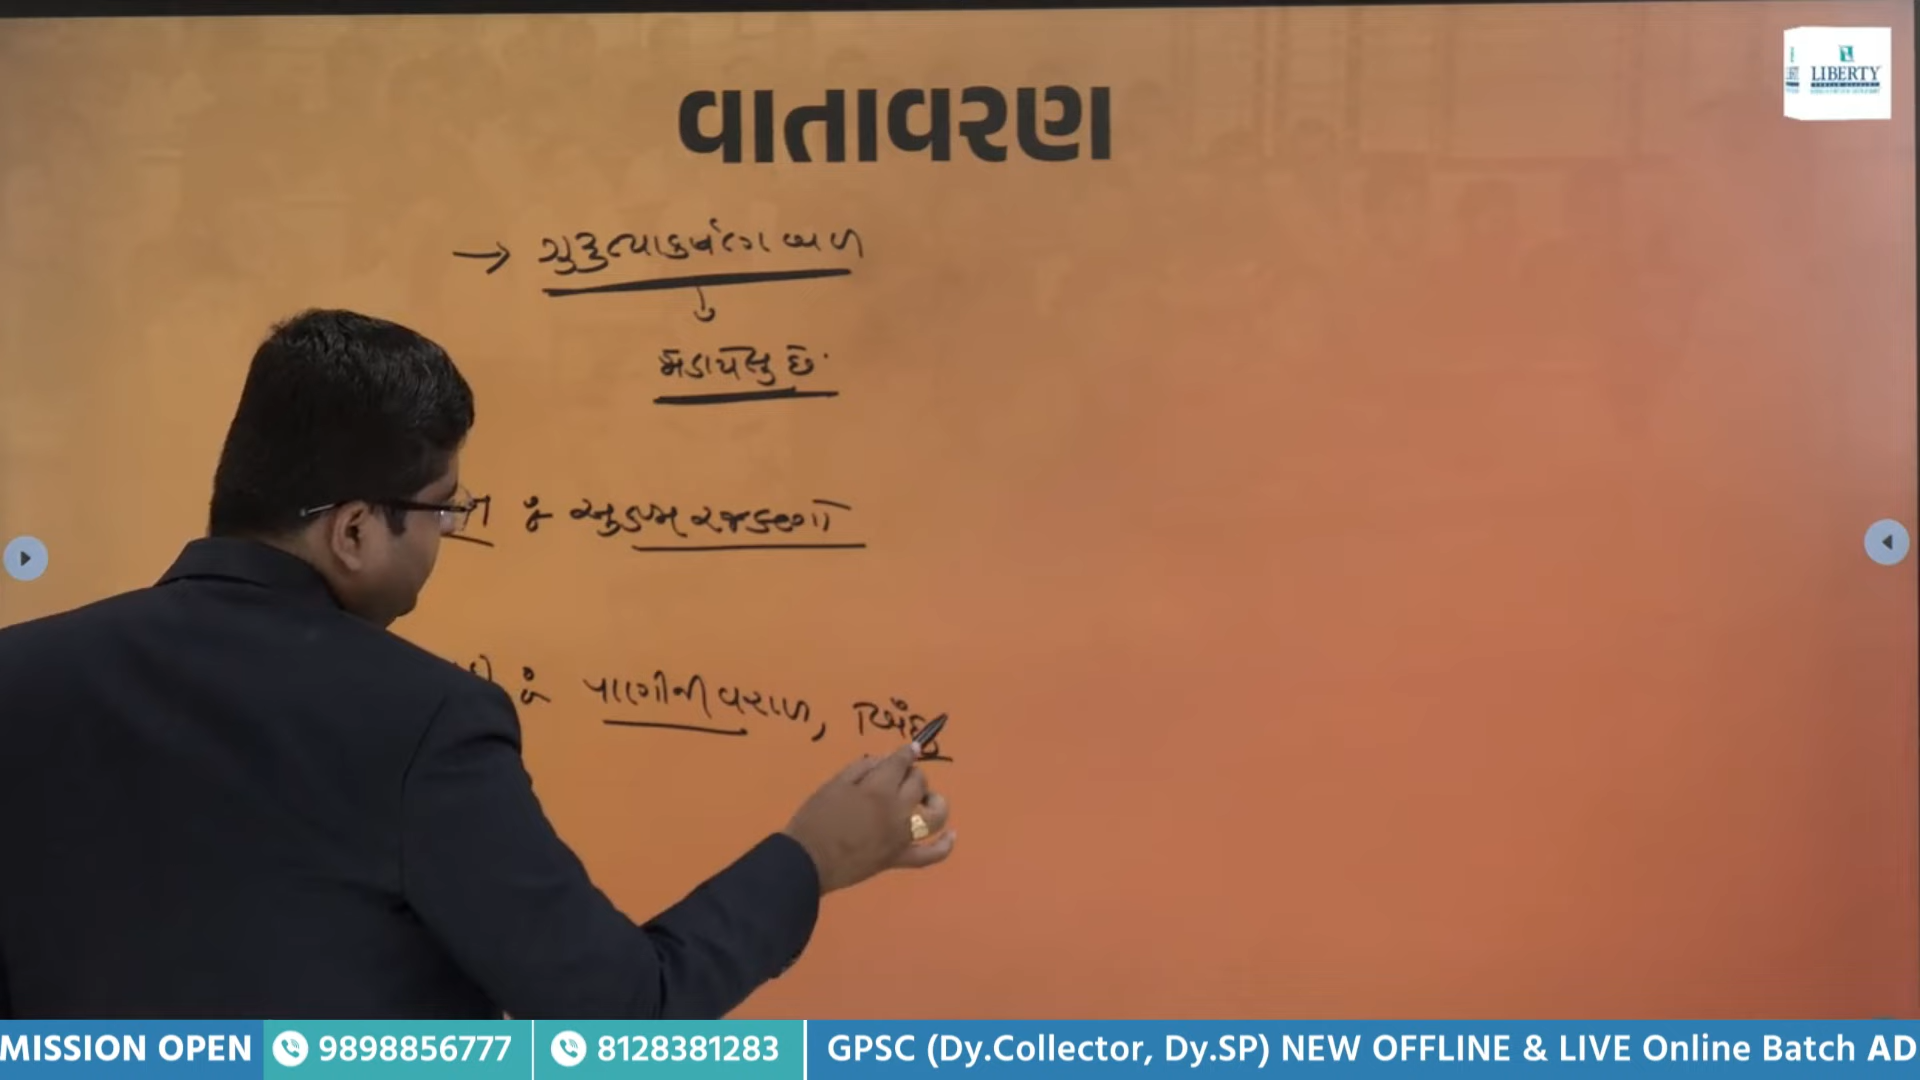 વાતાવરણ
LIBERTY
→ ગુરુત્વાકર્ષણ બળ
જકડાયેલુ છે.
સુક્ષ્મ રજકણો
પાણીની વરાળ,
MISSION OPEN 9898856777 8128381283 GPSC (Dy.Collector, Dy.SP) NEW OFFLINE & LIVE Online Batch AD